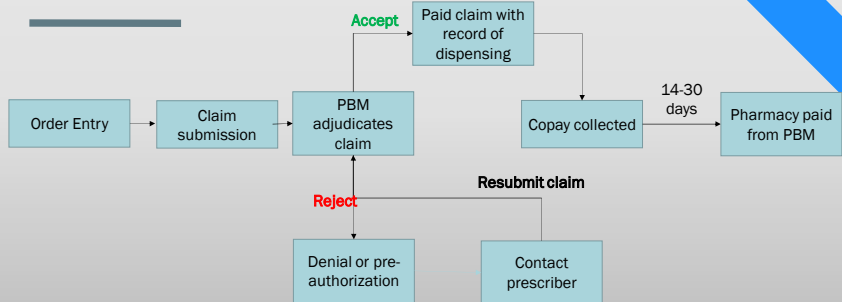 Accept
Paid claim with
record of
dispensing
Order Entry
Claim
submission
PBM
adjudicates
claim
Copay collected
14-30
days
Pharmacy paid
from PBM
Resubmit claim
Reject
Denial or pre-
authorization
Contact
prescriber